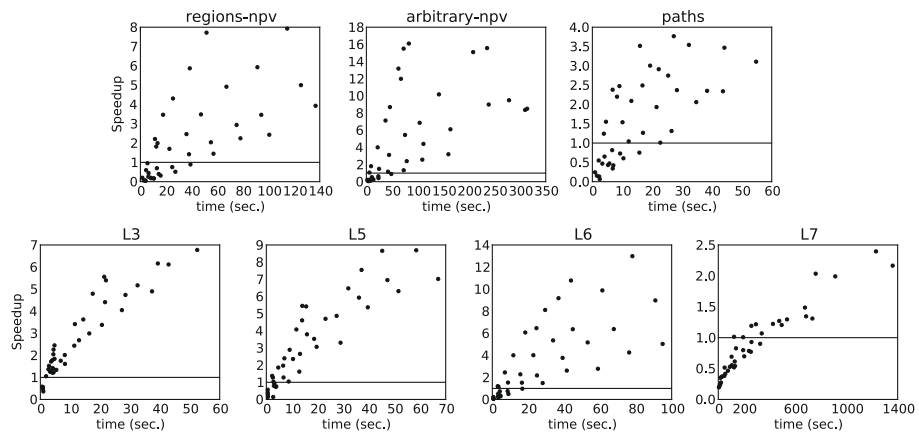 regions-npv
arbitrary-npv
paths
Speedup
8
7
6
5
4
3
2
1
0
0 20 40 60 80 100 120 140
time (sec.)
18
16
14
12
10
8
6
4
2
0
0 50 100 150 200 250 300 350
time (sec.)
4.0
3.5
3.0
2.5
2.0
1.5
1.0
0.5
0.0
0 10 20 30 40 50 60
time (sec.)
L3
L5
L6
L7
Speedup
7
6
5
4
3
2
1
0
0 10 20 30 40 50 60
time (sec.)
9
8
7
6
5
4
3
2
1
0
0 10 20 30 40 50 60 70
time (sec.)
14
12
10
8
6
4
2
0
0 20 40 60 80 100
time (sec.)
2.5
2.0
1.5
1.0
0.5
0.0
0 200 400 600 800 1400
time (sec.)